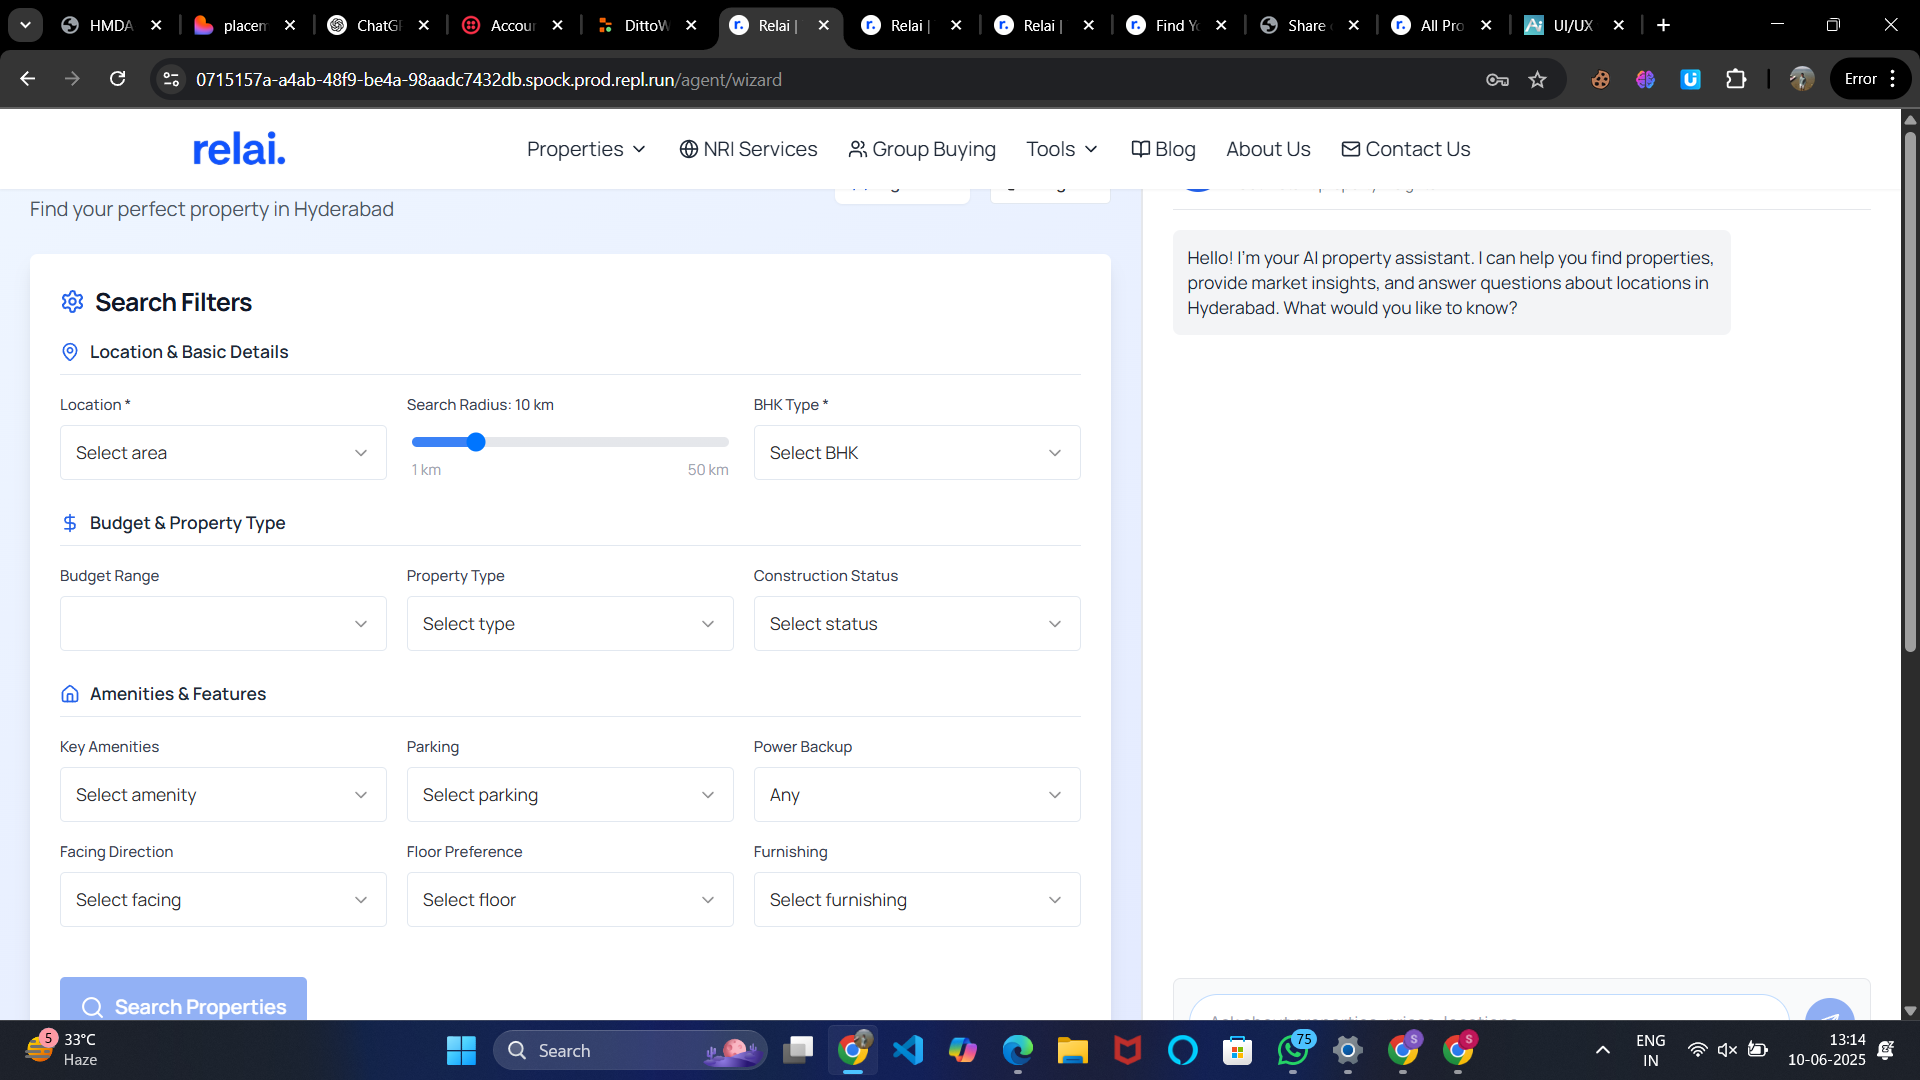 HMDA
placem
ChatGP
Accoun
DittoW
Relai |
Relai |
Relai |
Find Yo
Share
All Pro
UI/UX
0715157a-a4ab-48f9-be4a-98aadc7432db.spock.prod.repl.run/agent/wizard
Error
relai.
Properties
NRI Services
Group Buying
Tools
Blog
About Us
Contact Us
Find your perfect property in Hyderabad
Search Filters
Location & Basic Details
Location *
Search Radius: 10 km
BHK Type *
Select area
1 km
50 km
Select BHK
Budget & Property Type
Budget Range
Property Type
Construction Status
Select type
Select status
Amenities & Features
Key Amenities
Parking
Power Backup
Select amenity
Select parking
Any
Facing Direction
Floor Preference
Furnishing
Select facing
Select floor
Select furnishing
Search Properties
Hello! I'm your AI property assistant. I can help you find properties,
provide market insights, and answer questions about locations in
Hyderabad. What would you like to know?
5
33°C
Haze
Search
75
S
S
ENG
IN
13:14
10-06-2025